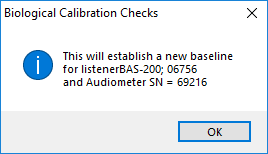 Biological Calibration Checks
This will establish a new baseline
for listenerBAS-200; 06756
and Audiometer SN = 69216
OK